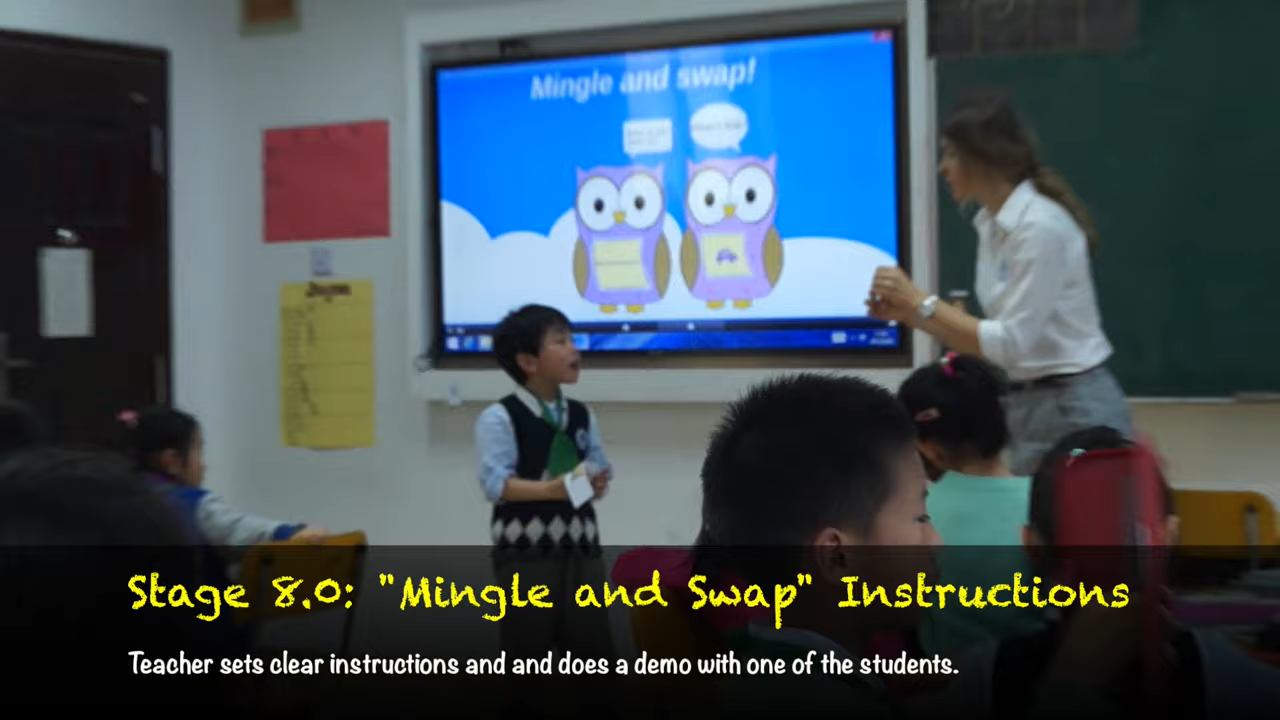 Mingle and swap!
Stage 8.0: "Mingle and Swap" Instructions
Teacher sets clear instructions and and does a demo with one of the students.